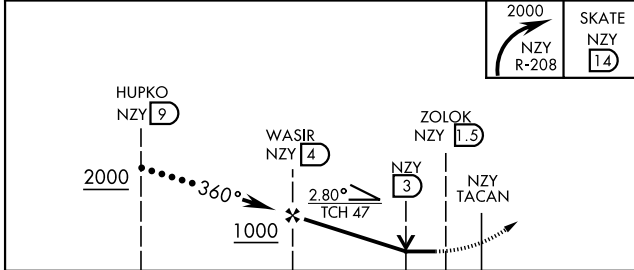 2000
NZY
R-208
SKATE
NZY
14
HUPKO
NZY 9
WASIR
NZY 4
ZOLOK
NZY 1.5
NZY
3
NZY
TACAN
2000
360°
2.80°
TCH 47
1000